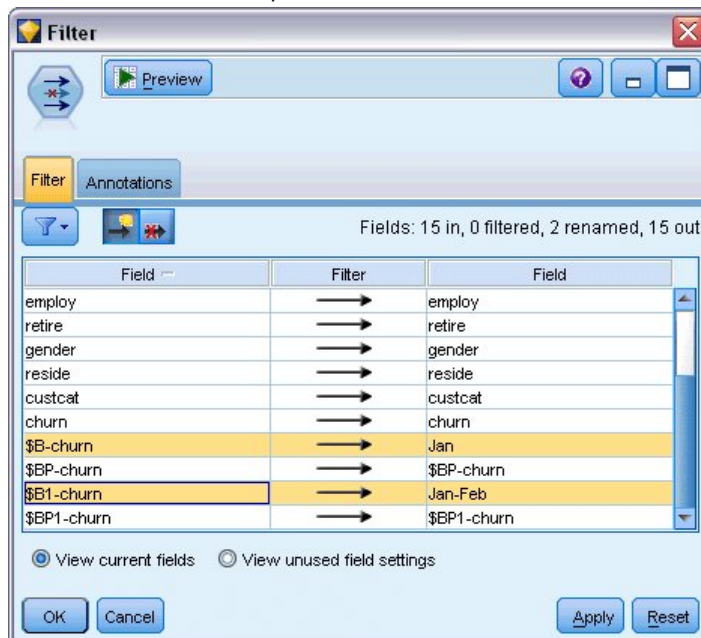 Filter
Preview
Filter
Annotations
Fields: 15 in, 0 filtered, 2 renamed, 15 out
Field Filter Field
employ employ
retire retire
gender gender
reside reside
custcat custcat
churn churn
$B-churn Jan
$BP-churn $BP-churn
$B1-churn Jan-Feb
$BP1-churn $BP1-churn
View current fields View unused field settings
OK Cancel Apply Reset